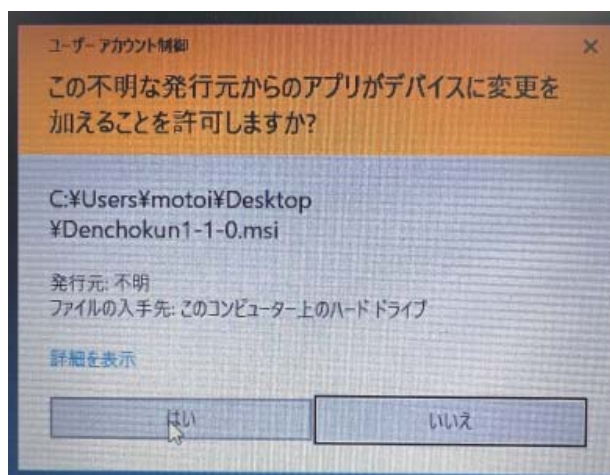 ユーザー アカウント制御
この不明な発行元からのアプリがデバイスに変更を
加えることを許可しますか?
C:¥Users¥motoi¥Desktop
¥Denchokun1-1-0.msi
発行元: 不明
ファイルの入手先: このコンピューター上のハード ドライブ
詳細を表示
はい
いいえ